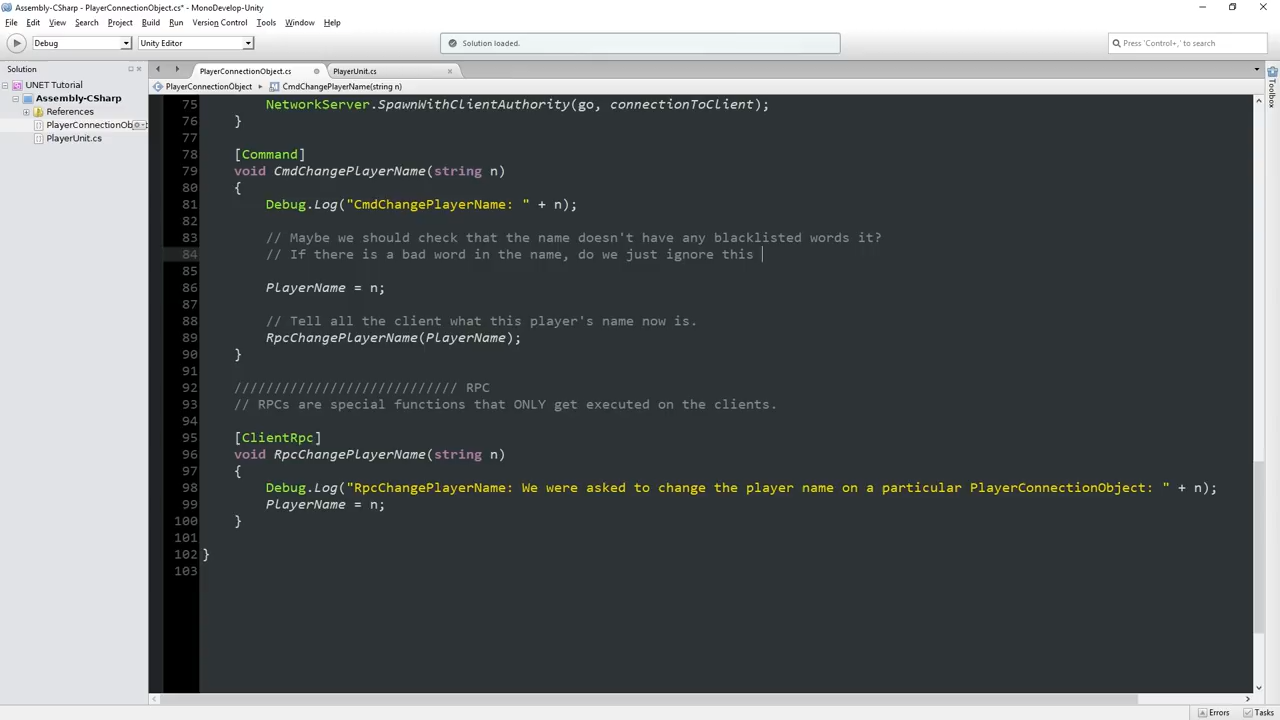 Assembly-CSharp - PlayerConnectionObject.cs* - MonoDevelop-Unity
File Edit View Search Project Build Run Version Control Tools Window Help
Debug Unity Editor Solution loaded. Press 'Control+,' to search
Solution
UNET Tutorial
Assembly-CSharp
References
PlayerConnectionOb
PlayerUnit.cs
PlayerConnectionObject.cs PlayerUnit.cs
PlayerConnectionObject CmdChangePlayerName(string n)
75 NetworkServer.SpawnWithClientAuthority(go, connectionToClient);
76 }
77
78 [Command]
79 void CmdChangePlayerName(string n)
80 {
81 Debug.Log("CmdChangePlayerName: " + n);
82
83 // Maybe we should check that the name doesn't have any blacklisted words it?
84 // If there is a bad word in the name, do we just ignore this
85
86 PlayerName = n;
87
88 // Tell all the client what this player's name now is.
89 RpcChangePlayerName(PlayerName);
90 }
91
92 //////////////////////////// RPC
93 // RPCs are special functions that ONLY get executed on the clients.
94
95 [ClientRpc]
96 void RpcChangePlayerName(string n)
97 {
98 Debug.Log("RpcChangePlayerName: We were asked to change the player name on a particular PlayerConnectionObject: " + n);
99 PlayerName = n;
100 }
101
102 }
103
Toolbox
Errors Tasks